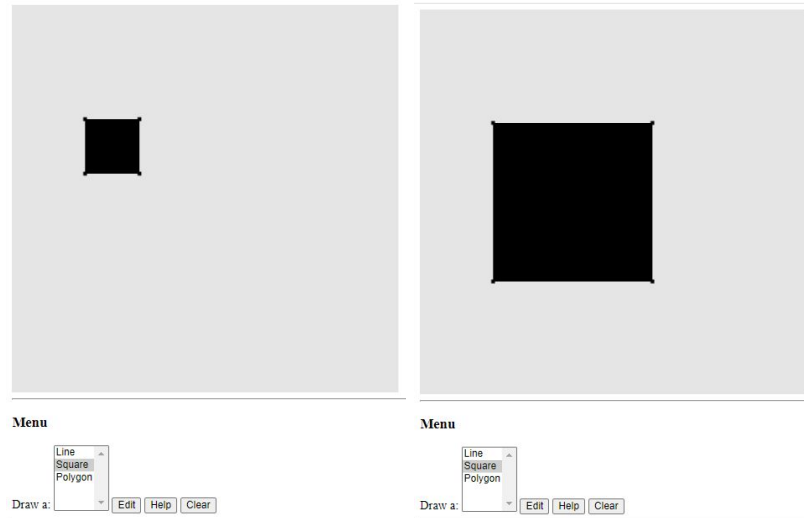 Menu
Line
Square
Polygon
Draw a: Edit Help Clear
Menu
Line
Square
Polygon
Draw a: Edit Help Clear